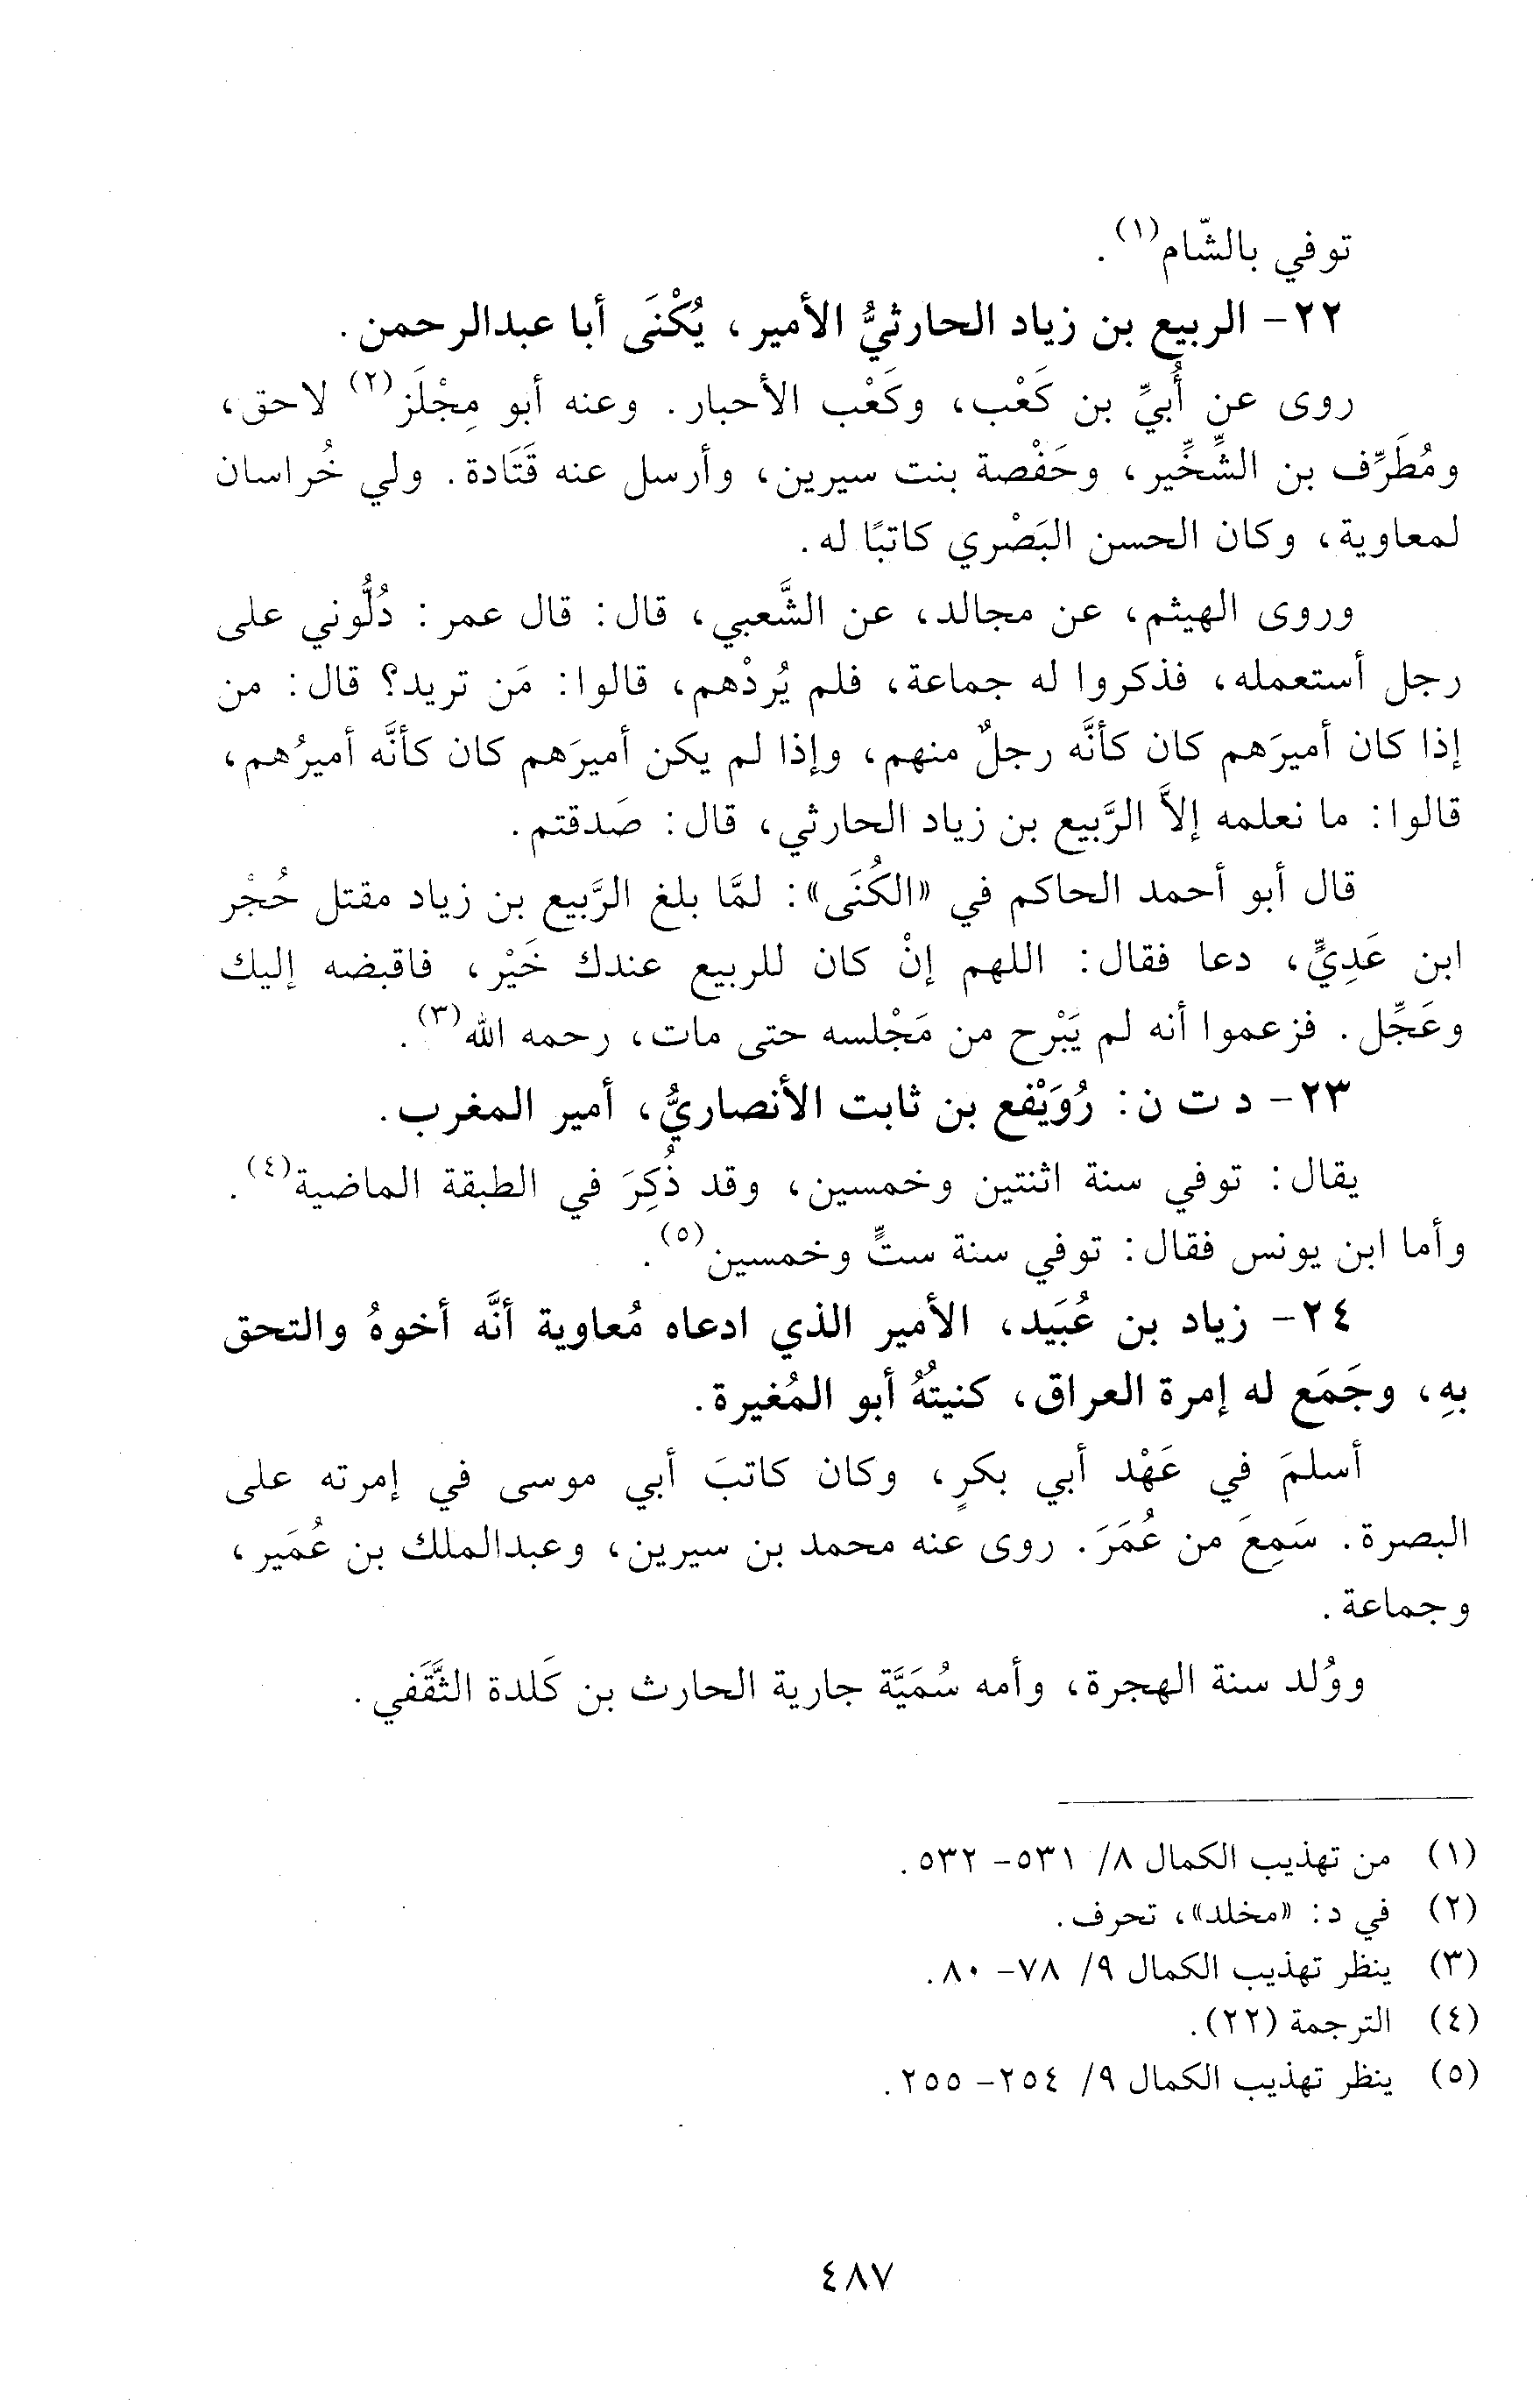 توفي بالشّام(١).
٢٢- الربيع بن زياد الحارثيُّ الأمير، يُكْنَى أبا عبدالرحمن.
روى عن أُبيِّ بن كَعْب، وكَعْب الأحبار. وعنه أبو مِجْلَز(٢) لاحق،
ومُطَرِّف بن الشِّخِّير، وحَفْصة بنت سيرين، وأرسل عنه قَتَادة. ولي خُراسان
لمعاوية، وكان الحسن البَصْري كاتبًا له.
وروى الهيثم، عن مجالد، عن الشَّعبي، قال: قال عمر: دُلُّوني على
رجل أستعمله، فذكروا له جماعة، فلم يُردْهم، قالوا: مَن تريد؟ قال: من
إذا كان أميرَهم كان كأنَّه رجلٌ منهم، وإذا لم يكن أميرَهم كان كأنَّه أميرُهم،
قالوا: ما نعلمه إلاَّ الرَّبيع بن زياد الحارثي، قال: صَدقتم.
قال أبو أحمد الحاكم في «الكُنَى»: لمَّا بلغ الرَّبيع بن زياد مقتل حُجْر
ابن عَدِيٍّ، دعا فقال: اللهم إنْ كان للربيع عندك خَيْر، فاقبضه إليك
وعَجِّل. فزعموا أنه لم يَبْرح من مَجْلسه حتى مات، رحمه الله(٣).
٢٣- د ت ن: رُوَيْفع بن ثابت الأنصاريُّ، أمير المغرب.
يقال: توفي سنة اثنتين وخمسين، وقد ذُكِرَ في الطبقة الماضية(٤).
وأما ابن يونس فقال: توفي سنة ستٍّ وخمسين(٥).
٢٤- زياد بن عُبَيد، الأمير الذي ادعاه مُعاوية أنَّه أخوهُ والتحق
بهِ، وجَمَع له إمرة العراق، كنيتُهُ أبو المُغيرة.
أسلمَ في عَهْد أبي بكرٍ، وكان كاتبَ أبي موسى في إمرته على
البصرة. سَمِعَ من عُمَرَ. روى عنه محمد بن سيرين، وعبدالملك بن عُمَير،
وجماعة.
ووُلد سنة الهجرة، وأمه سُمَيَّة جارية الحارث بن كَلدة الثَّقَفي.
(١) من تهذيب الكمال ٨/ ٥٣١- ٥٣٢.
(٢) في د: «مخلد»، تحرف.
(٣) ينظر تهذيب الكمال ٩/ ٧٨- ٨٠.
(٤) الترجمة (٢٢).
(٥) ينظر تهذيب الكمال ٩/ ٢٥٤- ٢٥٥.
٤٨٧